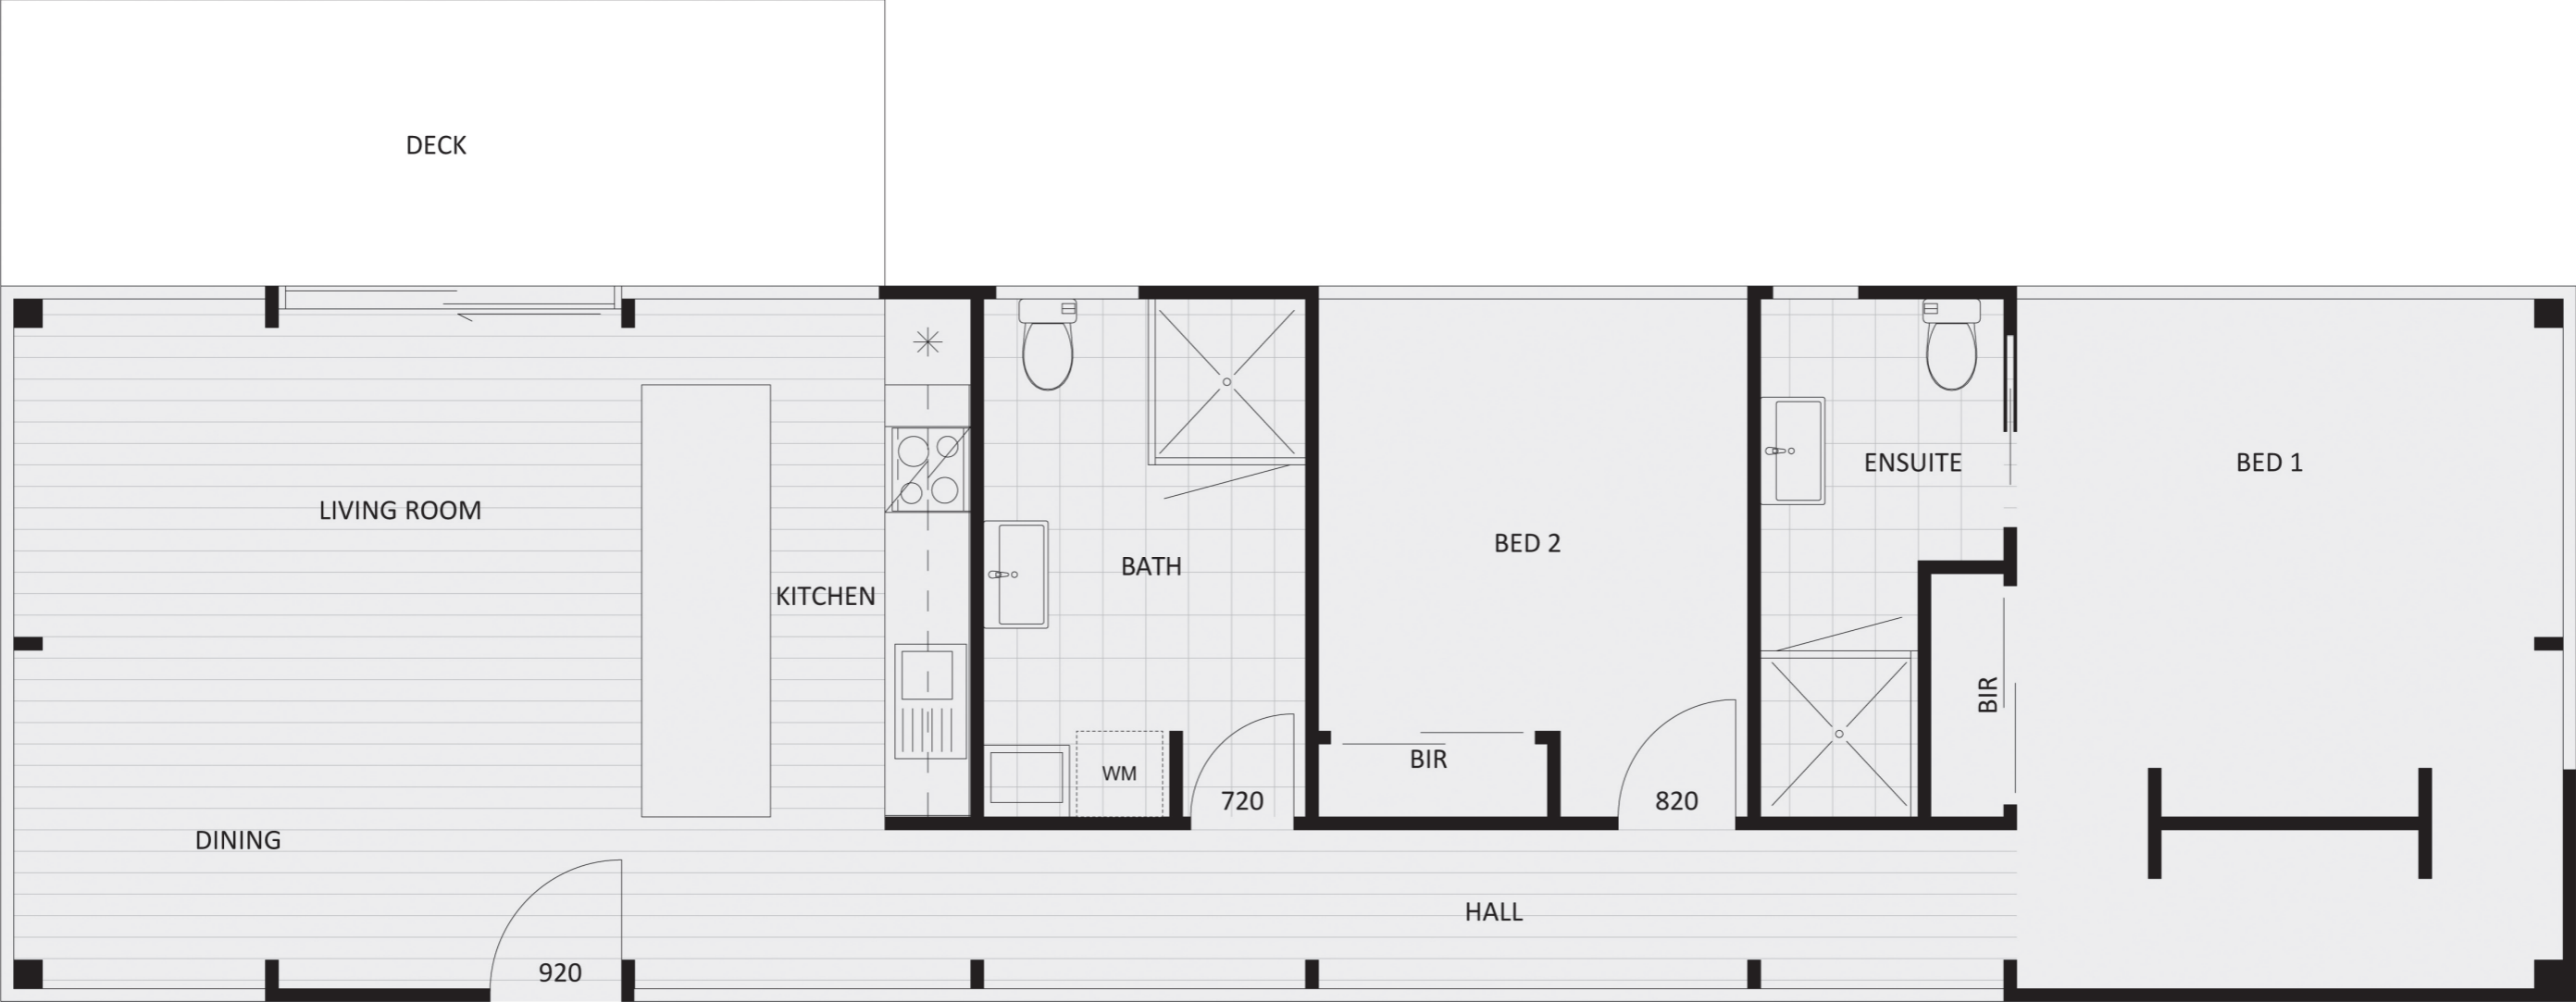 DECK
LIVING ROOM
KITCHEN
DINING
920
BATH
WM
720
BED 2
BIR
820
ENSUITE
BIR
BED 1
HALL